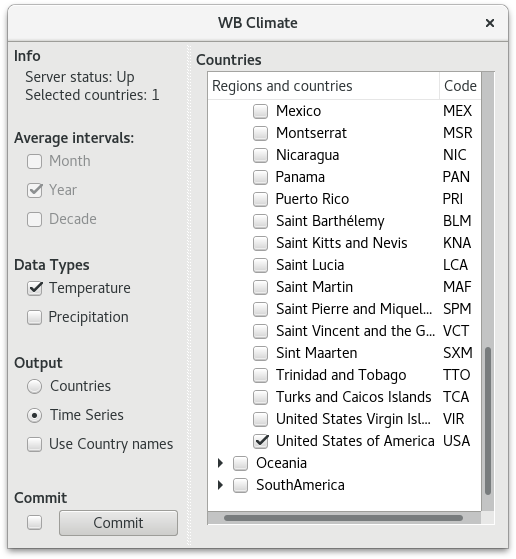 WB Climate
Info
Server status: Up
Selected countries: 1
Average intervals:
Month
Year
Decade
Data Types
Temperature
Precipitation
Output
Countries
Time Series
Use Country names
Commit
Commit
Countries
Regions and countries Code
Mexico MEX
Montserrat MSR
Nicaragua NIC
Panama PAN
Puerto Rico PRI
Saint Barthélemy BLM
Saint Kitts and Nevis KNA
Saint Lucia LCA
Saint Martin MAF
Saint Pierre and Miquel... SPM
Saint Vincent and the G... VCT
Sint Maarten SXM
Trinidad and Tobago TTO
Turks and Caicos Islands TCA
United States Virgin Isl... VIR
United States of America USA
Oceania
SouthAmerica